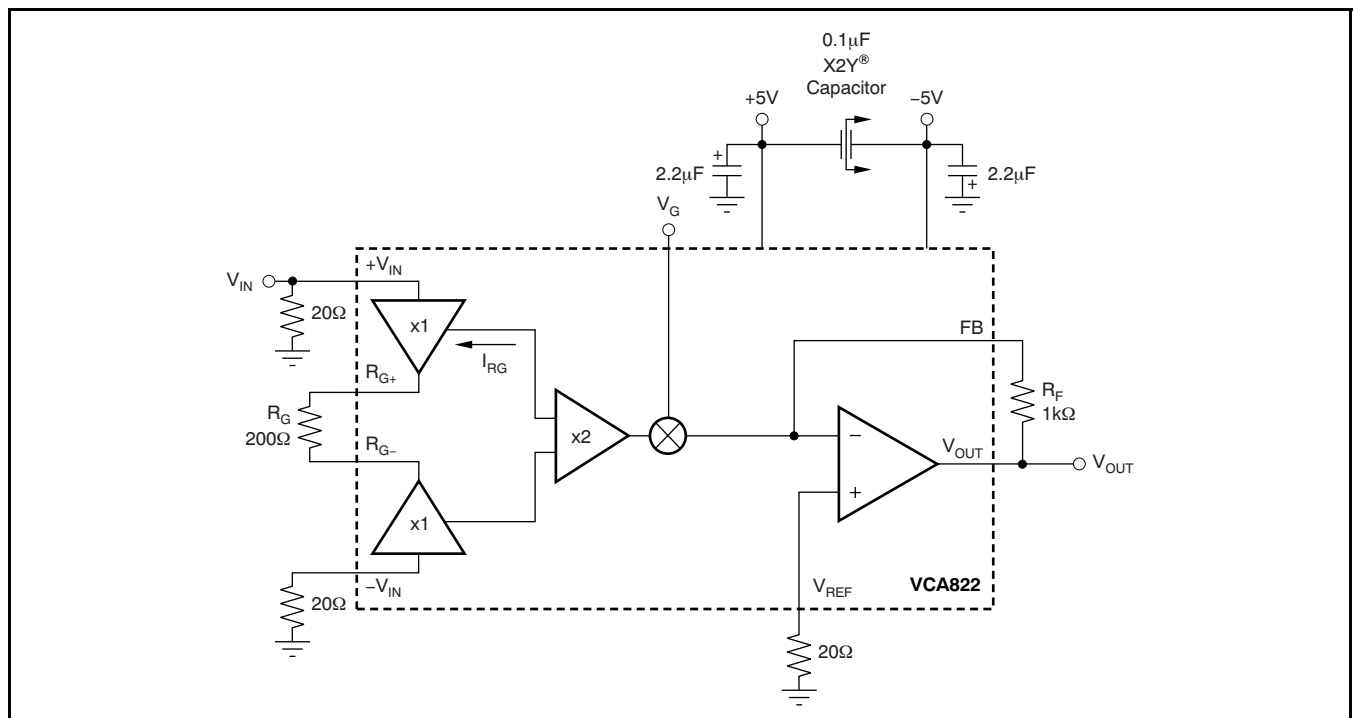 0.1µF
X2Y®
Capacitor
+5V
−5V
+
2.2µF
2.2µF
+
V_G
+V_IN
V_IN
20Ω
x1
I_RG
R_G+
R_G
200Ω
R_G−
x2
x1
−V_IN
20Ω
FB
R_F
1kΩ
−
V_OUT
V_OUT
+
V_REF
VCA822
20Ω